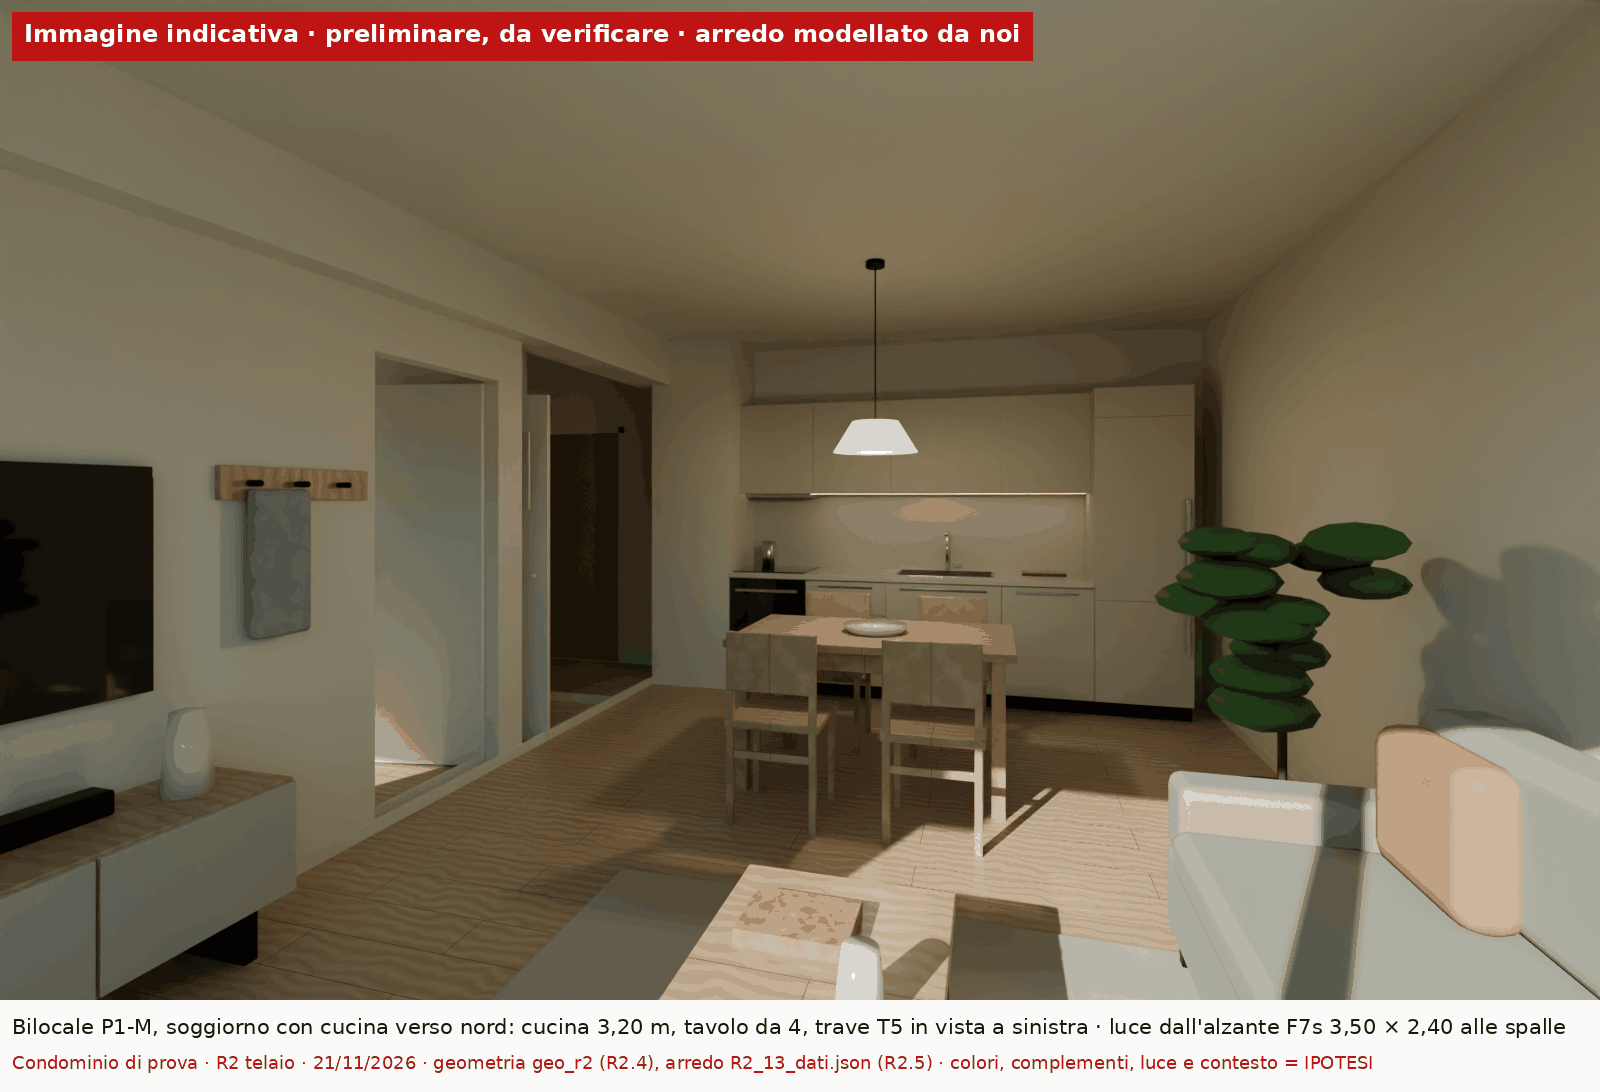 Immagine indicativa · preliminare, da verificare · arredo modellato da noi
Bilocale P1-M, soggiorno con cucina verso nord: cucina 3,20 m, tavolo da 4, trave T5 in vista a sinistra · luce dall'alzante F7s 3,50 × 2,40 alle spalle
Condominio di prova · R2 telaio · 21/11/2026 · geometria geo_r2 (R2.4), arredo R2_13_dati.json (R2.5) · colori, complementi, luce e contesto = IPOTESI